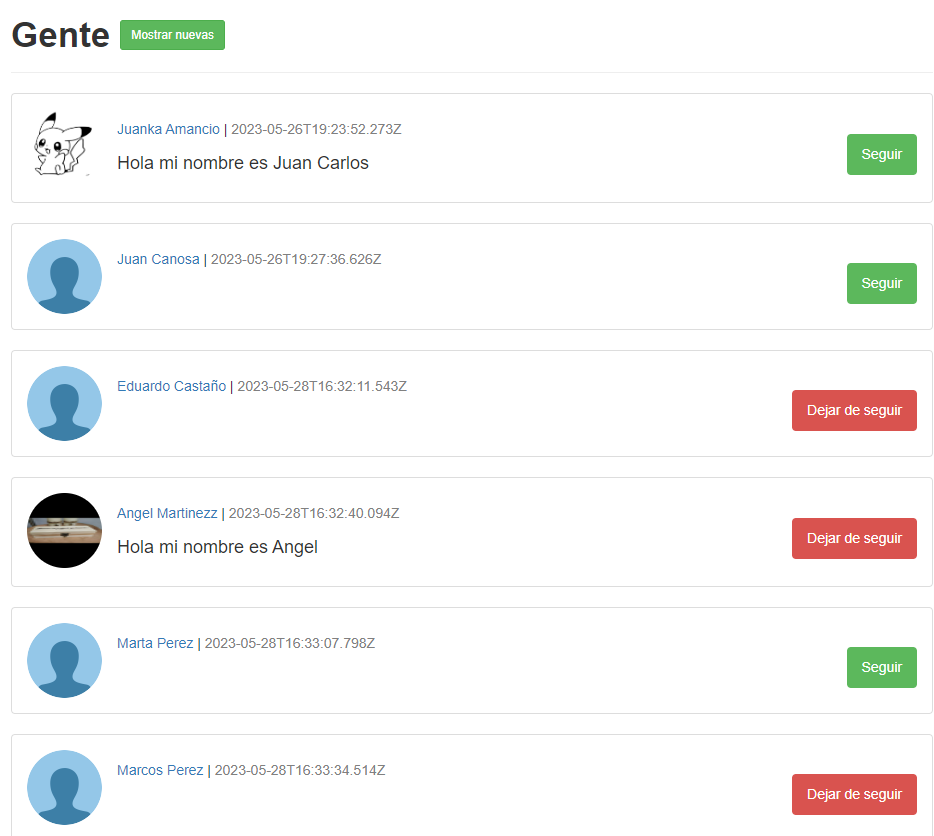 Gente Mostrar nuevas
Juanka Amancio | 2023-05-26T19:23:52.273Z
Hola mi nombre es Juan Carlos
Seguir
Juan Canosa | 2023-05-26T19:27:36.626Z
Seguir
Eduardo Castaño | 2023-05-28T16:32:11.543Z
Dejar de seguir
Angel Martinezz | 2023-05-28T16:32:40.094Z
Hola mi nombre es Angel
Dejar de seguir
Marta Perez | 2023-05-28T16:33:07.798Z
Seguir
Marcos Perez | 2023-05-28T16:33:34.514Z
Dejar de seguir